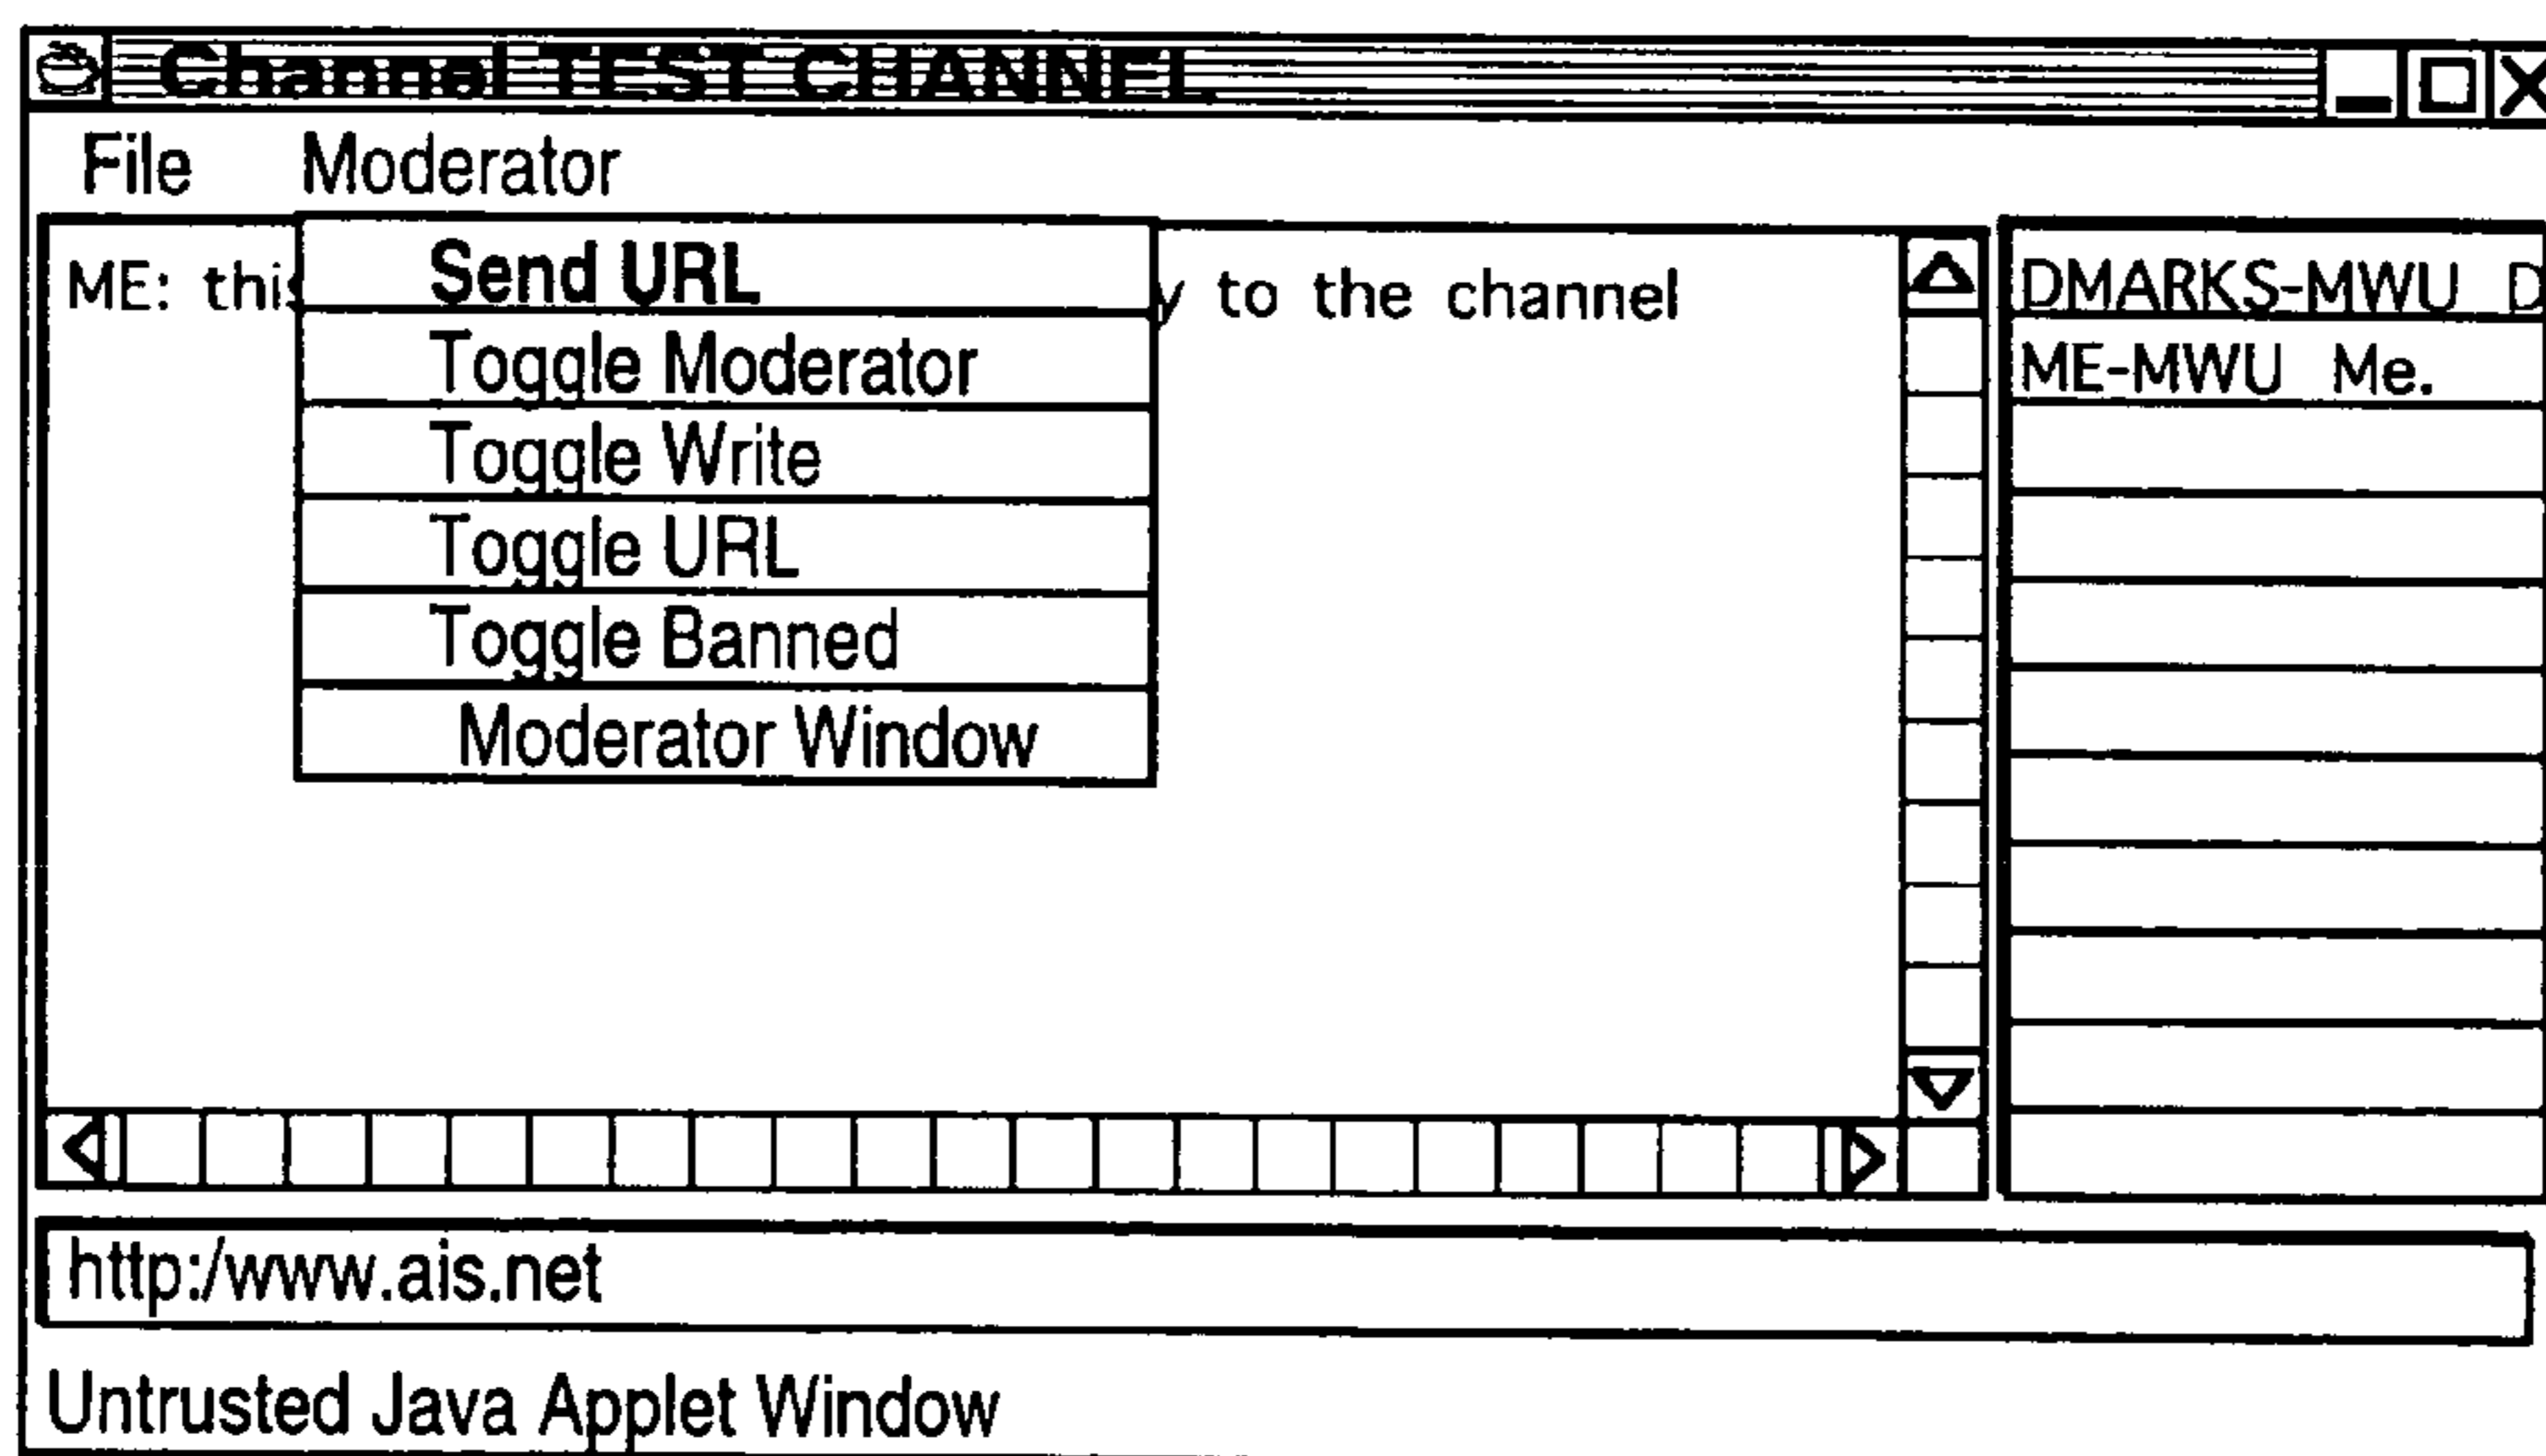 Channel TEST CHANNEL
File Moderator
ME: this
y to the channel
Send URL
Toggle Moderator
Toggle Write
Toggle URL
Toggle Banned
Moderator Window
DMARKS-MWU D
ME-MWU Me.
http:/www.ais.net
Untrusted Java Applet Window